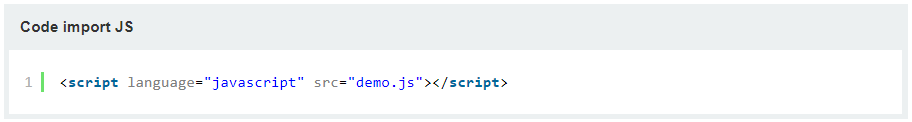 Code import JS
1 <script language="javascript" src="demo.js"></script>